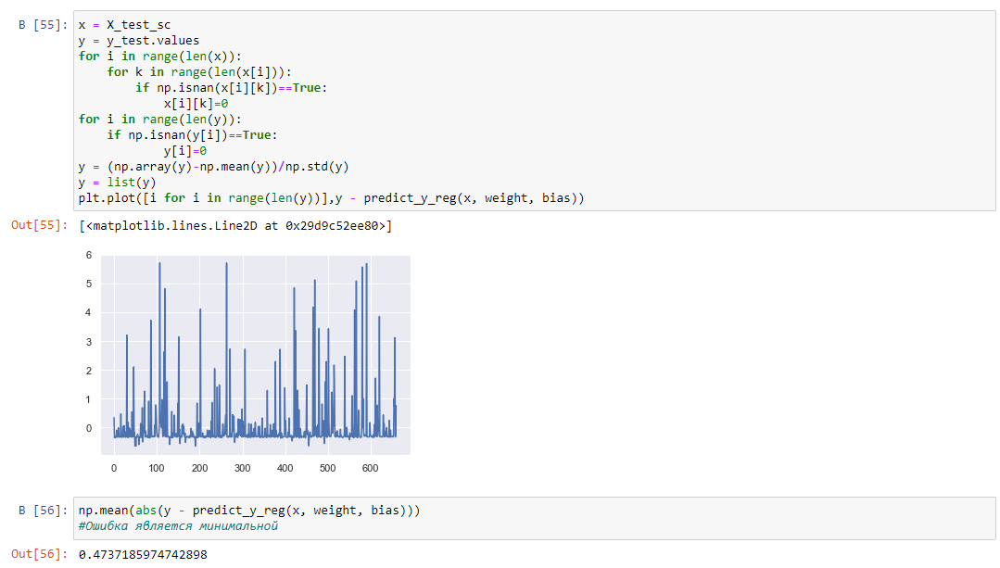 B [55]: x = X_test_sc
y = y_test.values
for i in range(len(x)):
    for k in range(len(x[i])):
        if np.isnan(x[i][k])==True:
            x[i][k]=0
for i in range(len(y)):
    if np.isnan(y[i])==True:
            y[i]=0
y = (np.array(y)-np.mean(y))/np.std(y)
y = list(y)
plt.plot([i for i in range(len(y))],y - predict_y_reg(x, weight, bias))
Out[55]: [<matplotlib.lines.Line2D at 0x29d9c52ee80>]
6
5
4
3
2
1
0
0 100 200 300 400 500 600
B [56]: np.mean(abs(y - predict_y_reg(x, weight, bias)))
#Ошибка является минимальной
Out[56]: 0.4737185974742898